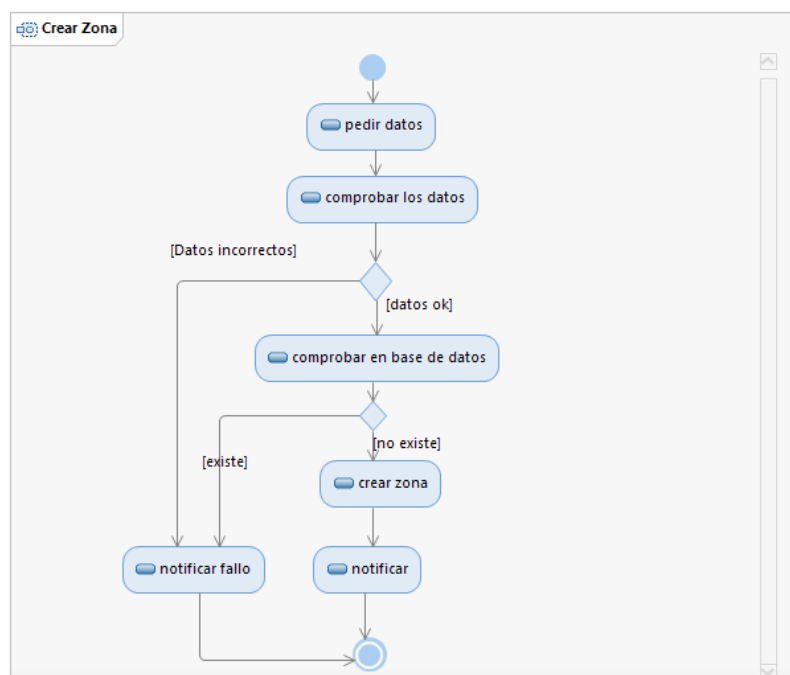 Crear Zona
pedir datos
comprobar los datos
[Datos incorrectos]
[datos ok]
comprobar en base de datos
[no existe]
[existe]
crear zona
notificar fallo
notificar